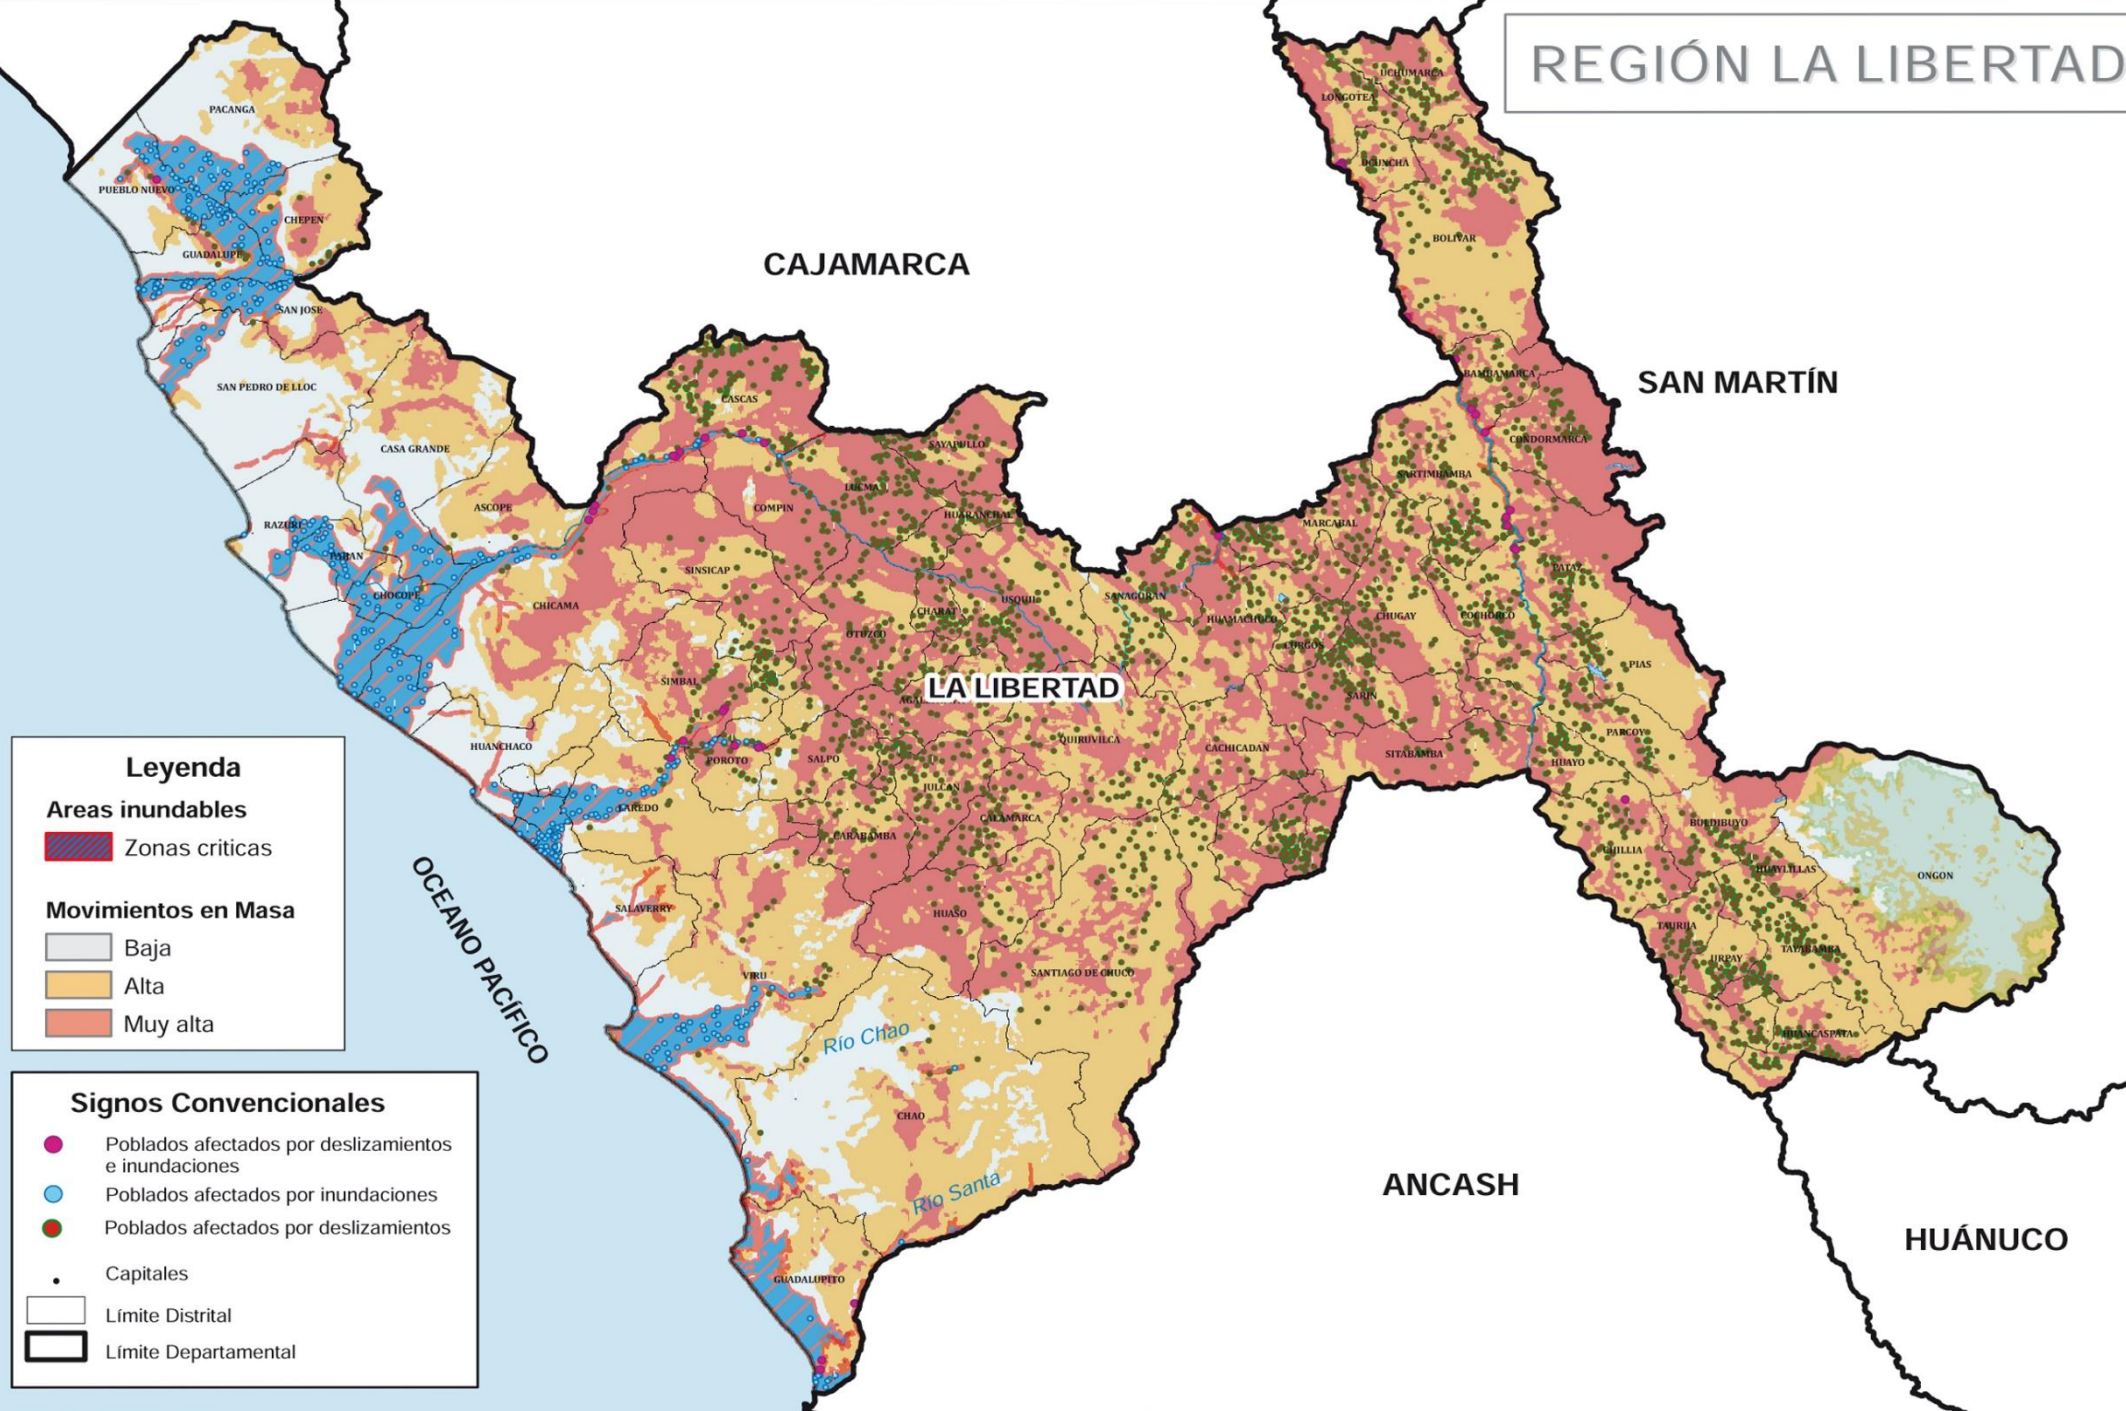 REGIÓN LA LIBERTAD
UCHUMARCA
LONGOTEA
PACANGA
UCUNCHA
PUEBLO NUEVO
CHEPEN
BOLIVAR
GUADALUPE
CAJAMARCA
SAN JOSE
BAMBAMARCA
SAN MARTÍN
SAN PEDRO DE LLOC
CASCAS
CONDORMARCA
CASA GRANDE
SAYAPULLO
SARTIMBAMBA
LUCMA
ASCOPE
COMPIN
HUARANCHAL
MARCABAL
RAZURI
PAIJAN
SINSICAP
PATAZ
CHOCOPE
CHICAMA
CHARAT
USQUIL
SANAGORAN
HUAMACHUCO
CHUGAY
COCHORCO
OTUZCO
CURGOS
PIAS
SIMBAL
LA LIBERTAD
SARIN
PARCOY
HUANCHACO
POROTO
SALPO
QUIRUVILCA
CACHICADAN
SITABAMBA
HUAYO
JULCAN
LAREDO
CARABAMBA
CALAMARCA
BULDIBUYO
CHILLIA
HUAYLILLAS
ONGON
SALAVERRY
HUASO
TAURIJA
TAYABAMBA
URPAY
VIRU
SANTIAGO DE CHUCO
HUANCASPATA
Río Chao
CHAO
Río Santa
GUADALUPITO
OCEANO PACÍFICO
ANCASH
HUÁNUCO
Leyenda
Areas inundables
Zonas criticas
Movimientos en Masa
Baja
Alta
Muy alta
Signos Convencionales
Poblados afectados por deslizamientos
e inundaciones
Poblados afectados por inundaciones
Poblados afectados por deslizamientos
Capitales
Límite Distrital
Límite Departamental